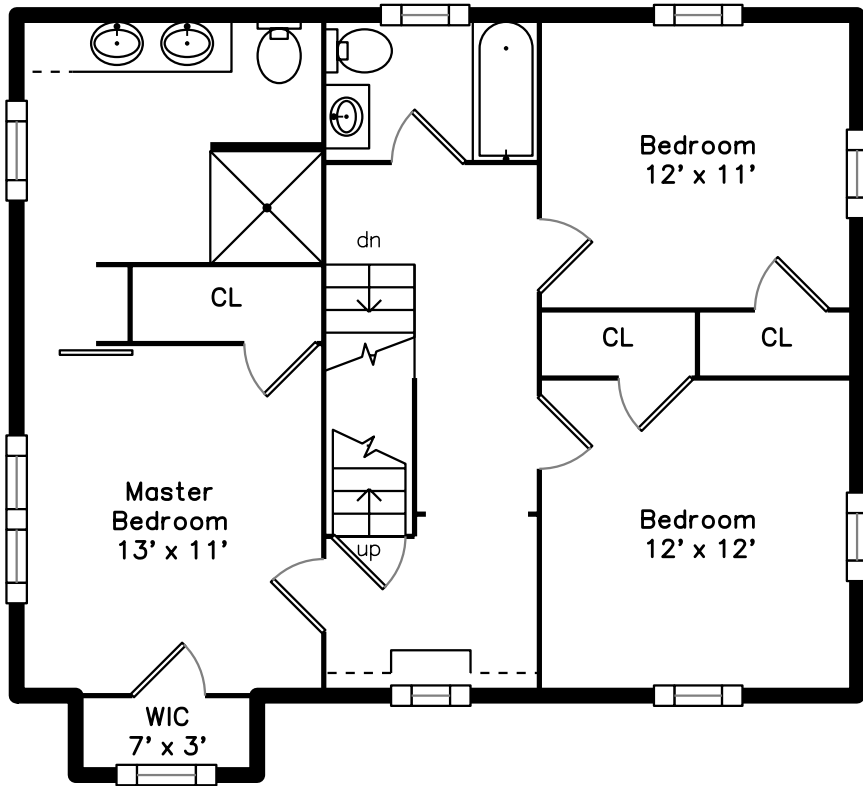 Bedroom
12' x 11'
dn
CL
CL
CL
Master
Bedroom
13' x 11'
Bedroom
12' x 12'
up
WIC
7' x 3'